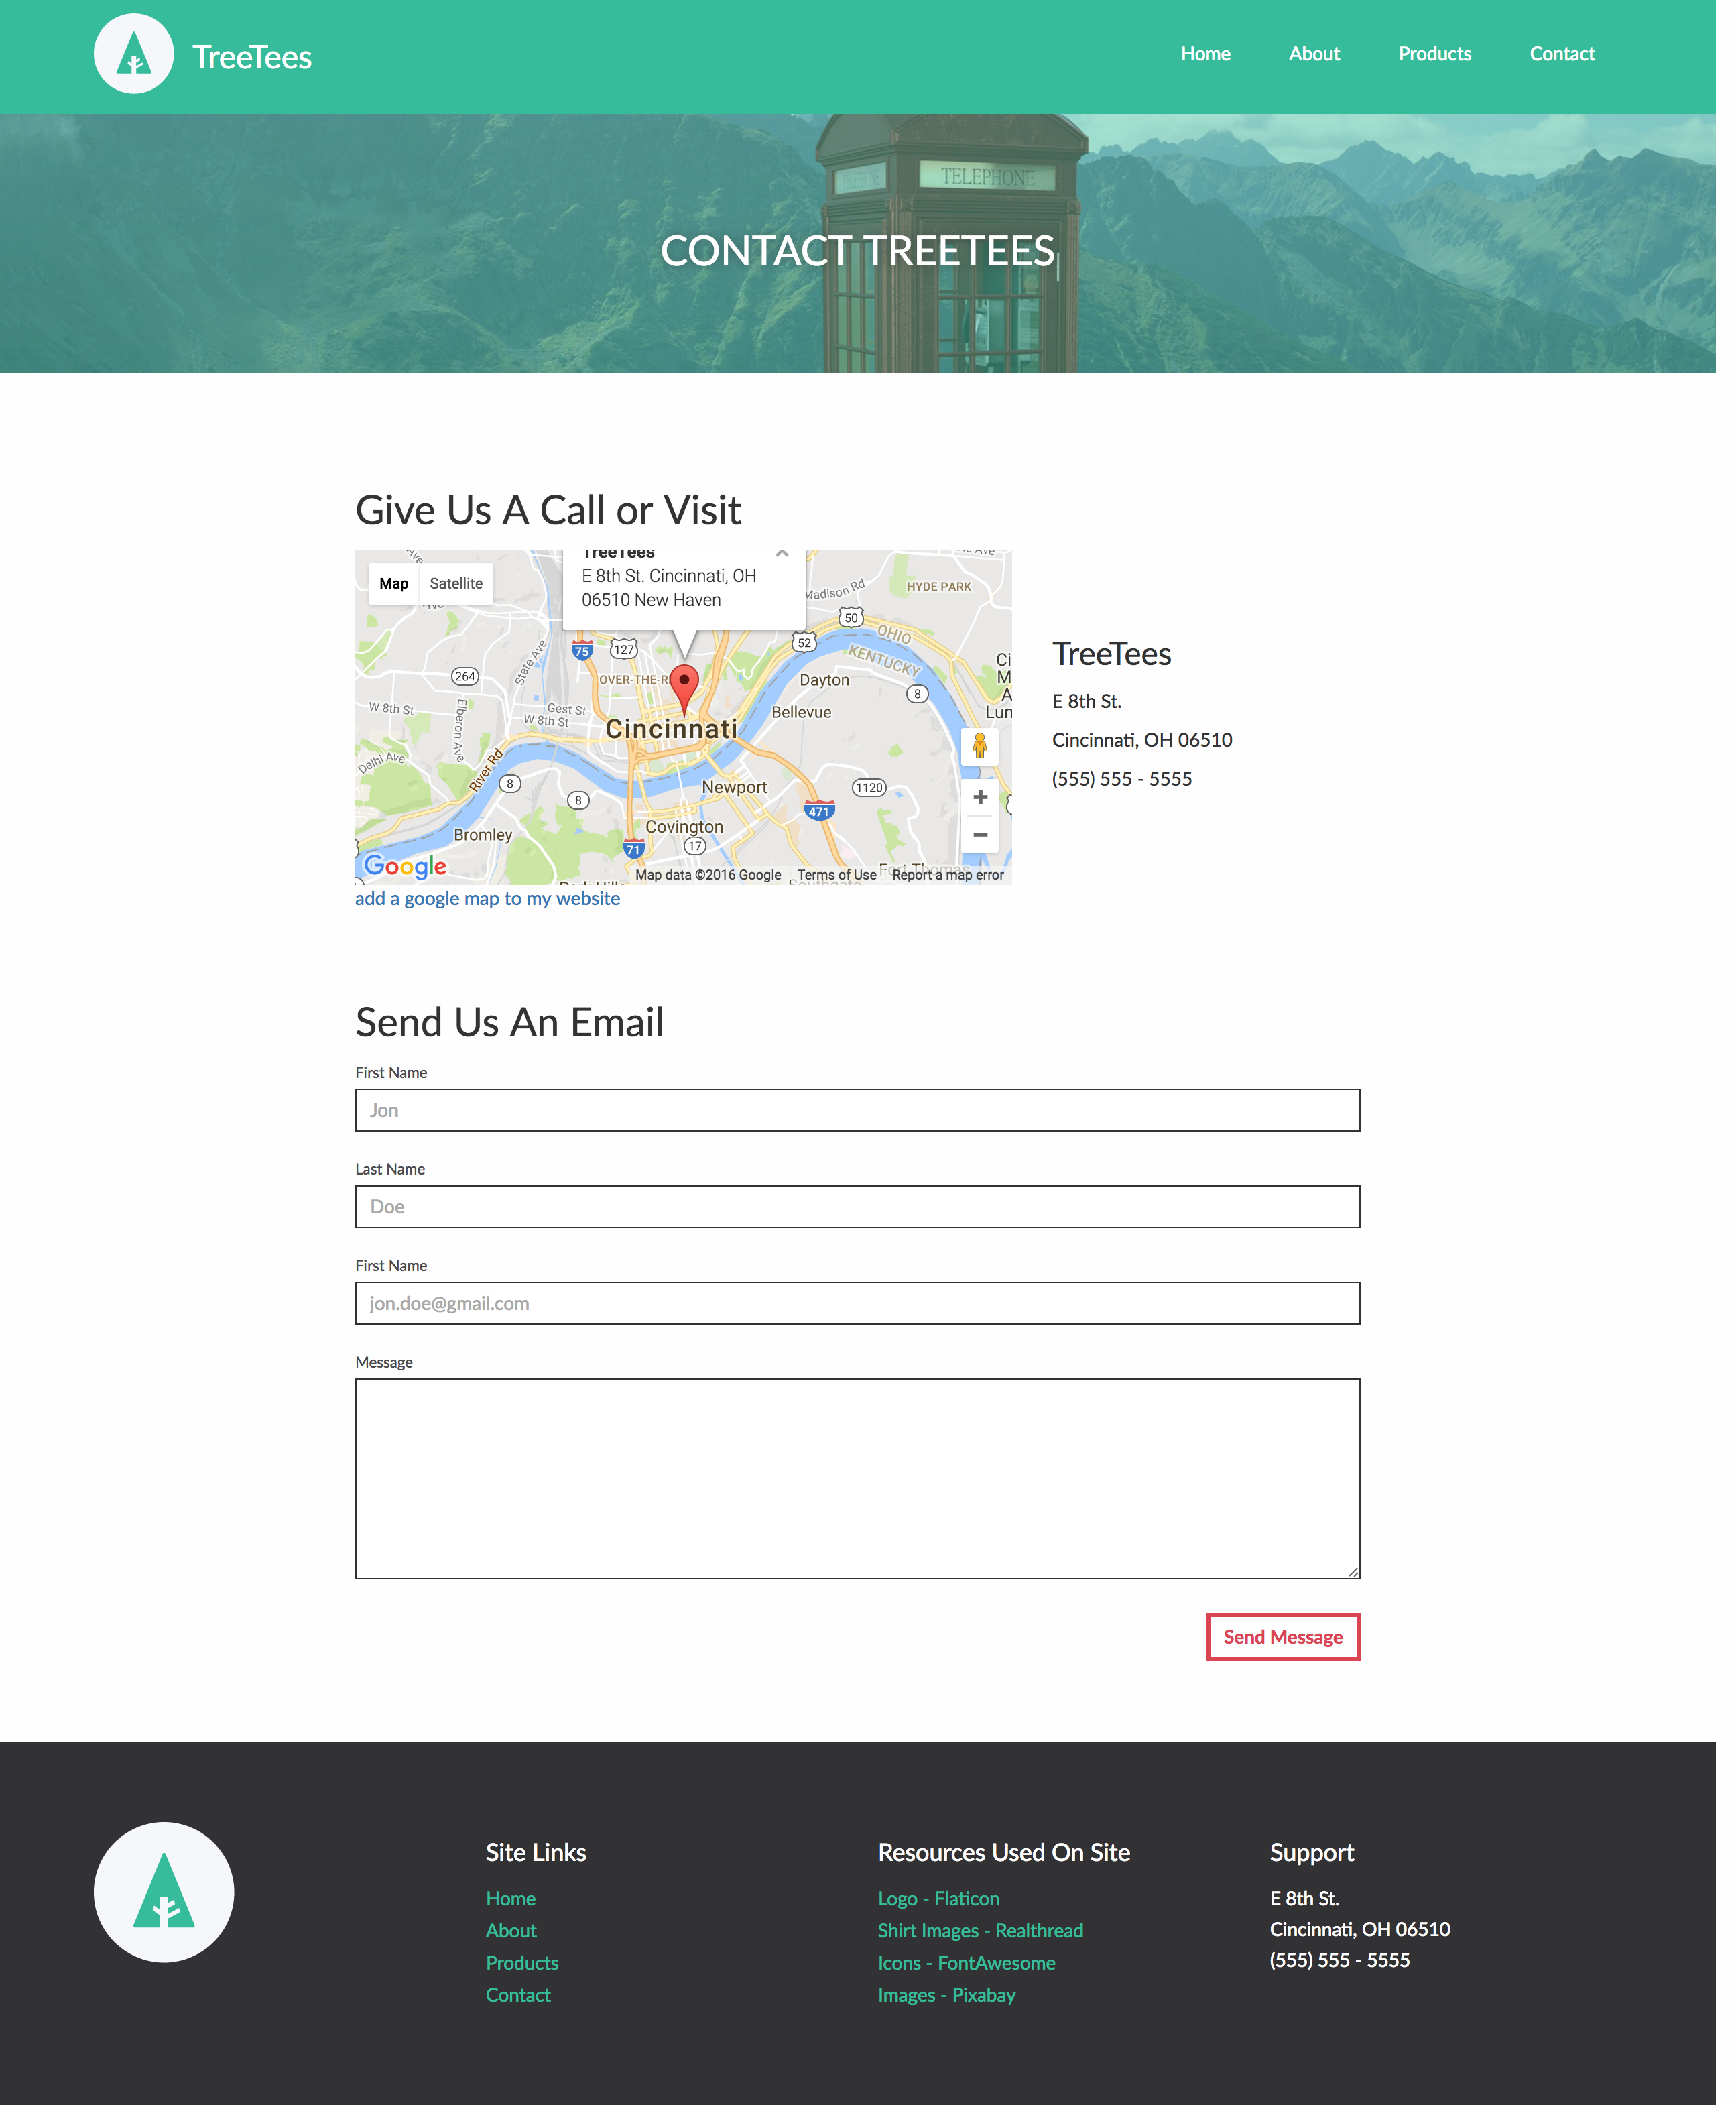 TreeTees
Home
About
Products
Contact
TELEPHONE
CONTACT TREETEES
Give Us A Call or Visit
TreeTees
E 8th St. Cincinnati, OH
06510 New Haven
Map
Satellite
Ave
Ave
Madison Rd
HYDE PARK
50
OHIO
52
KENTUCKY
75
127
State Ave
264
OVER-THE-R
Dayton
8
Ci
M
A
Lun
W 8th St
Elberon Ave
Gest St
W 8th St
Bellevue
Cincinnati
Delhi Ave
River Rd
8
8
Newport
1120
471
Bromley
Covington
17
71
Google
Fort Thomas
Map data ©2016 Google
Terms of Use
Report a map error
Southgate
add a google map to my website
TreeTees
E 8th St.
Cincinnati, OH 06510
(555) 555 - 5555
Send Us An Email
First Name
Jon
Last Name
Doe
First Name
jon.doe@gmail.com
Message
Send Message
Site Links
Home
About
Products
Contact
Resources Used On Site
Logo - Flaticon
Shirt Images - Realthread
Icons - FontAwesome
Images - Pixabay
Support
E 8th St.
Cincinnati, OH 06510
(555) 555 - 5555